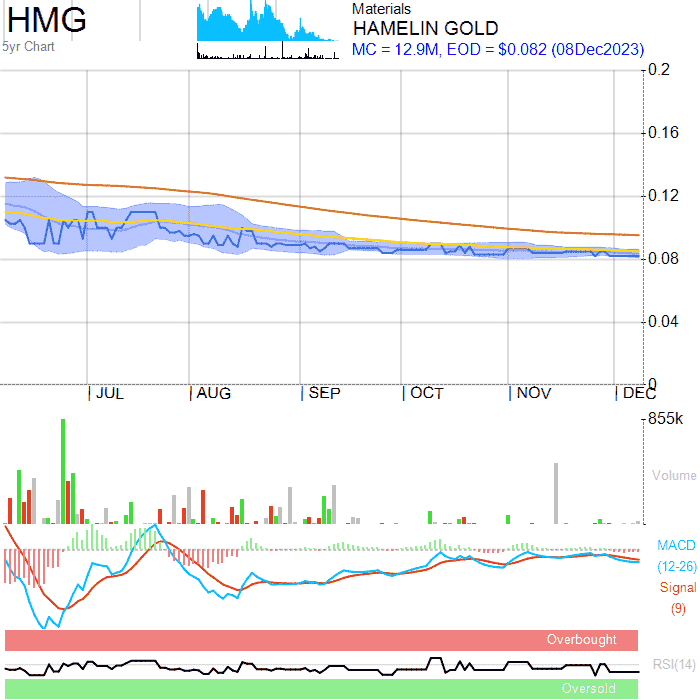 HMG
5yr Chart
Materials
HAMELIN GOLD
MC = 12.9M, EOD = $0.082 (08Dec2023)
0.2
0.16
0.12
0.08
0.04
0
JUL AUG SEP OCT NOV DEC
855k
Volume
MACD
(12-26)
Signal
(9)
Overbought
RSI(14)
Oversold